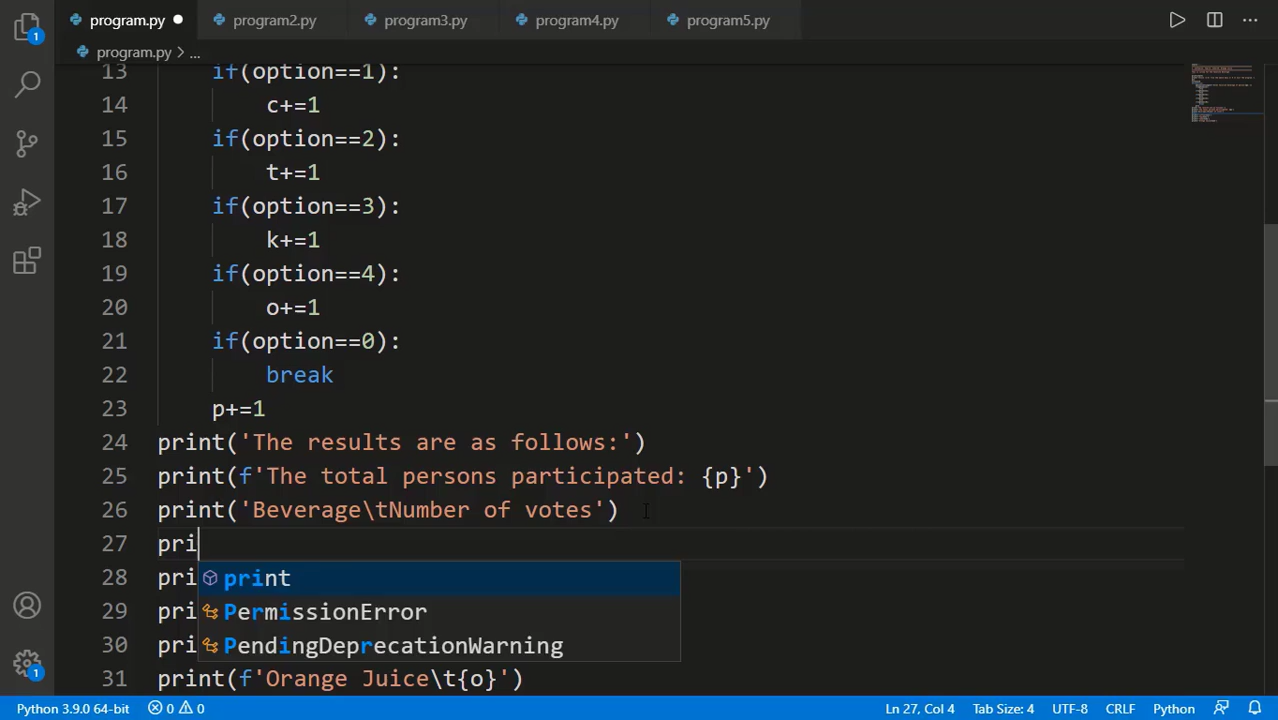 program.py program2.py program3.py program4.py program5.py
program.py > ...
13 if(option==1):
14 c+=1
15 if(option==2):
16 t+=1
17 if(option==3):
18 k+=1
19 if(option==4):
20 o+=1
21 if(option==0):
22 break
23 p+=1
24 print('The results are as follows:')
25 print(f'The total persons participated: {p}')
26 print('Beverage\tNumber of votes')
27 pri
28 pri print
29 pri PermissionError
30 pri PendingDeprecationWarning
31 print(f'Orange Juice\t{o}')
1
1
Python 3.9.0 64-bit 0 0 Ln 27, Col 4 Tab Size: 4 UTF-8 CRLF Python